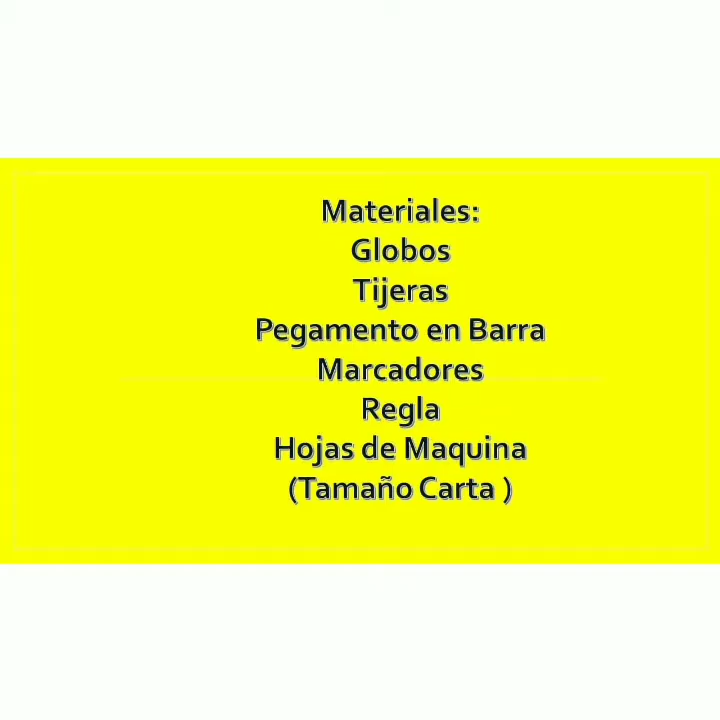 Materiales:
Globos
Tijeras
Pegamento en Barra
Marcadores
Regla
Hojas de Maquina
(Tamaño Carta )